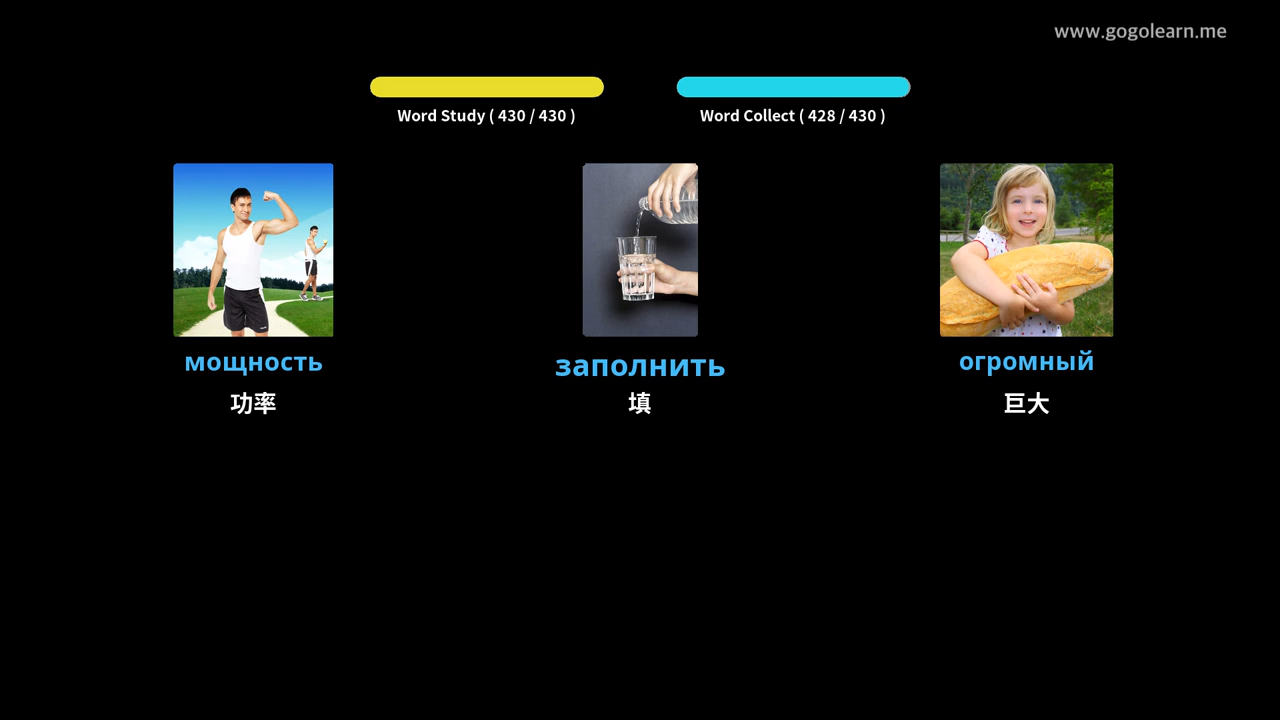 www.gogolearn.me
Word Study ( 430 / 430 )
Word Collect ( 428 / 430 )
мощность
заполнить
огромный
功率
填
巨大